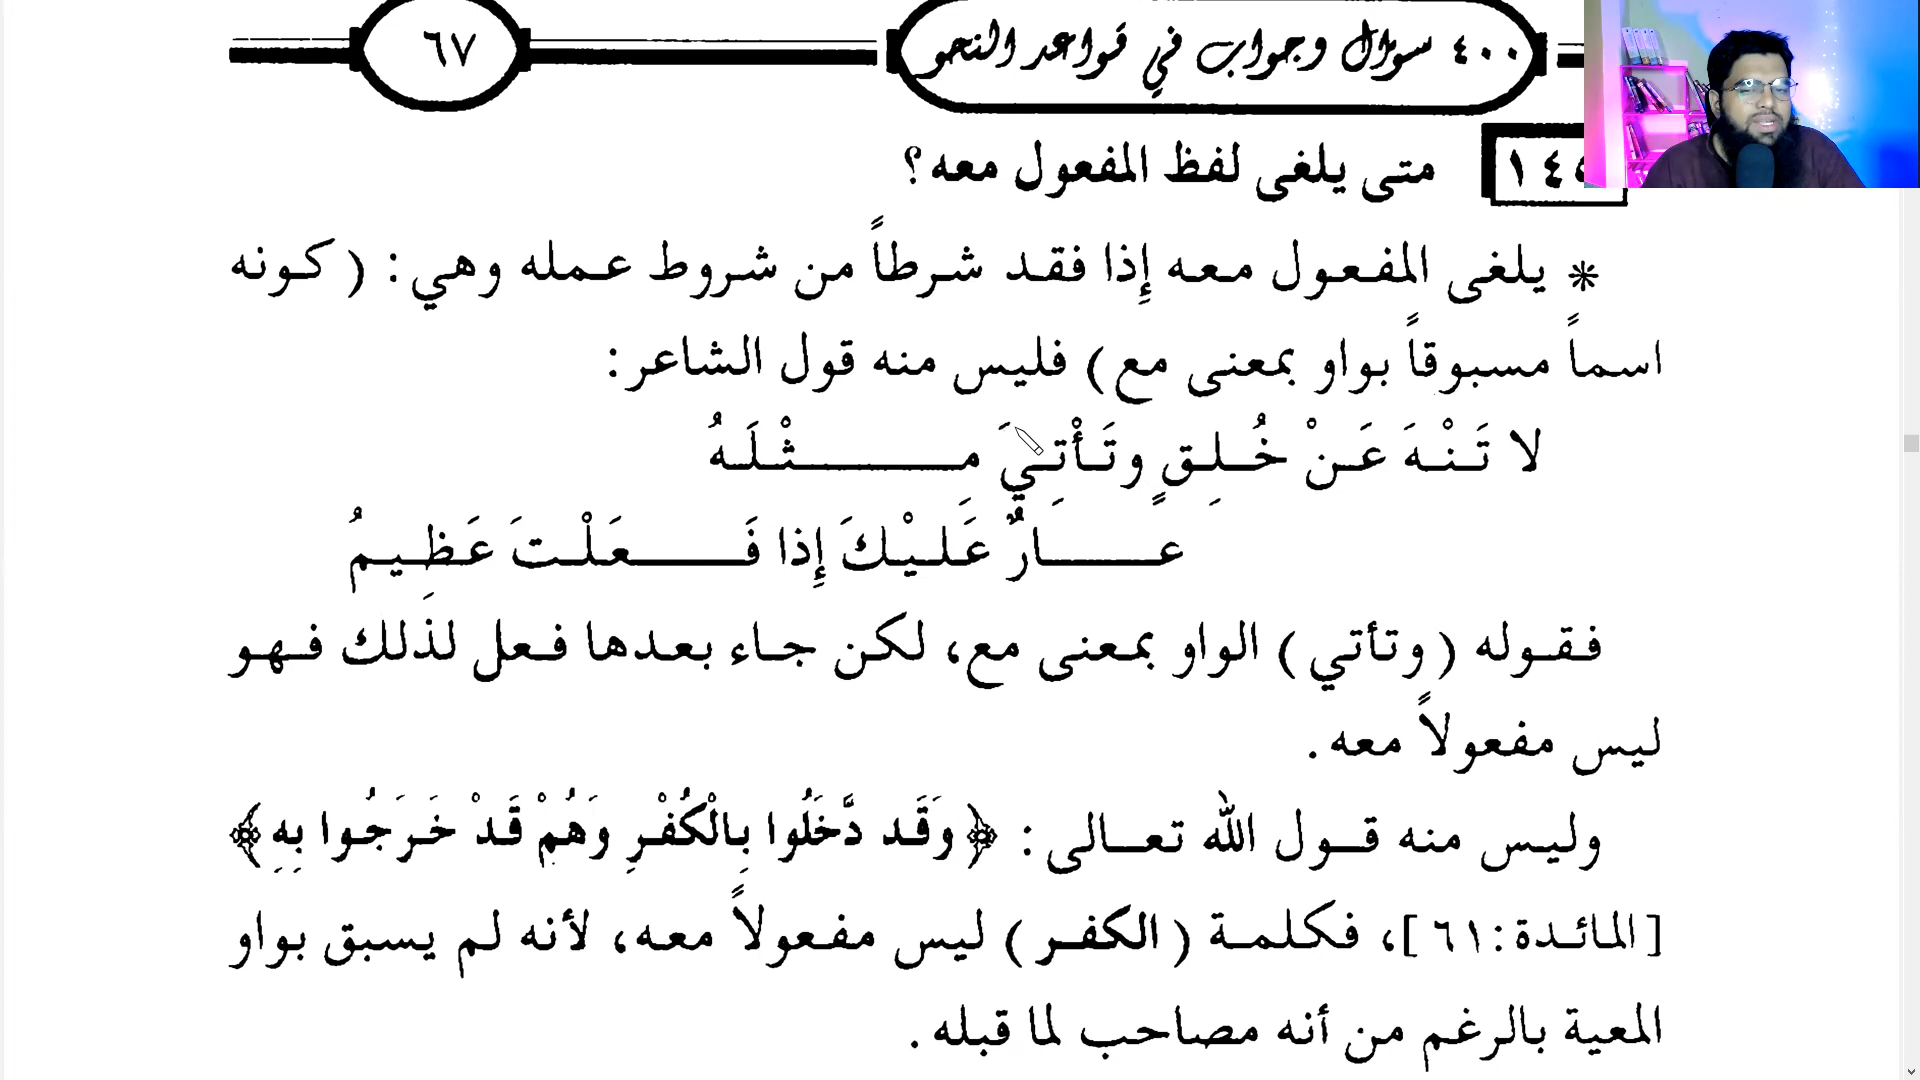 ٤٠٠ سؤال وجواب في قواعد النحو
٦٧
متى يلغى لفظ المفعول معه؟
* يلغى المفعول معه إِذا فقد شرطاً من شروط عمله وهي: ( كونه
اسماً مسبوقاً بواو بمعنى مع) فليس منه قول الشاعر:
لا تَنْهَ عَنْ خُلِقٍ وتَأْتِيَ مِثْلَهُ
عَارٌ عَلَيْكَ إِذا فَعَلْتَ عَظِيمُ
فقوله ( وتأتي ) الواو بمعنى مع، لكن جاء بعدها فعل لذلك فهو
ليس مفعولاً معه.
وليس منه قول الله تعالى: ﴿وَقَد دَّخَلُوا بِالْكُفْرِ وَهُمْ قَدْ خَرَجُوا بِهِ﴾
[المائدة: ٦١]، فكلمة ( الكفر ) ليس مفعولاً معه، لأنه لم يسبق بواو
المعية بالرغم من أنه مصاحب لما قبله.